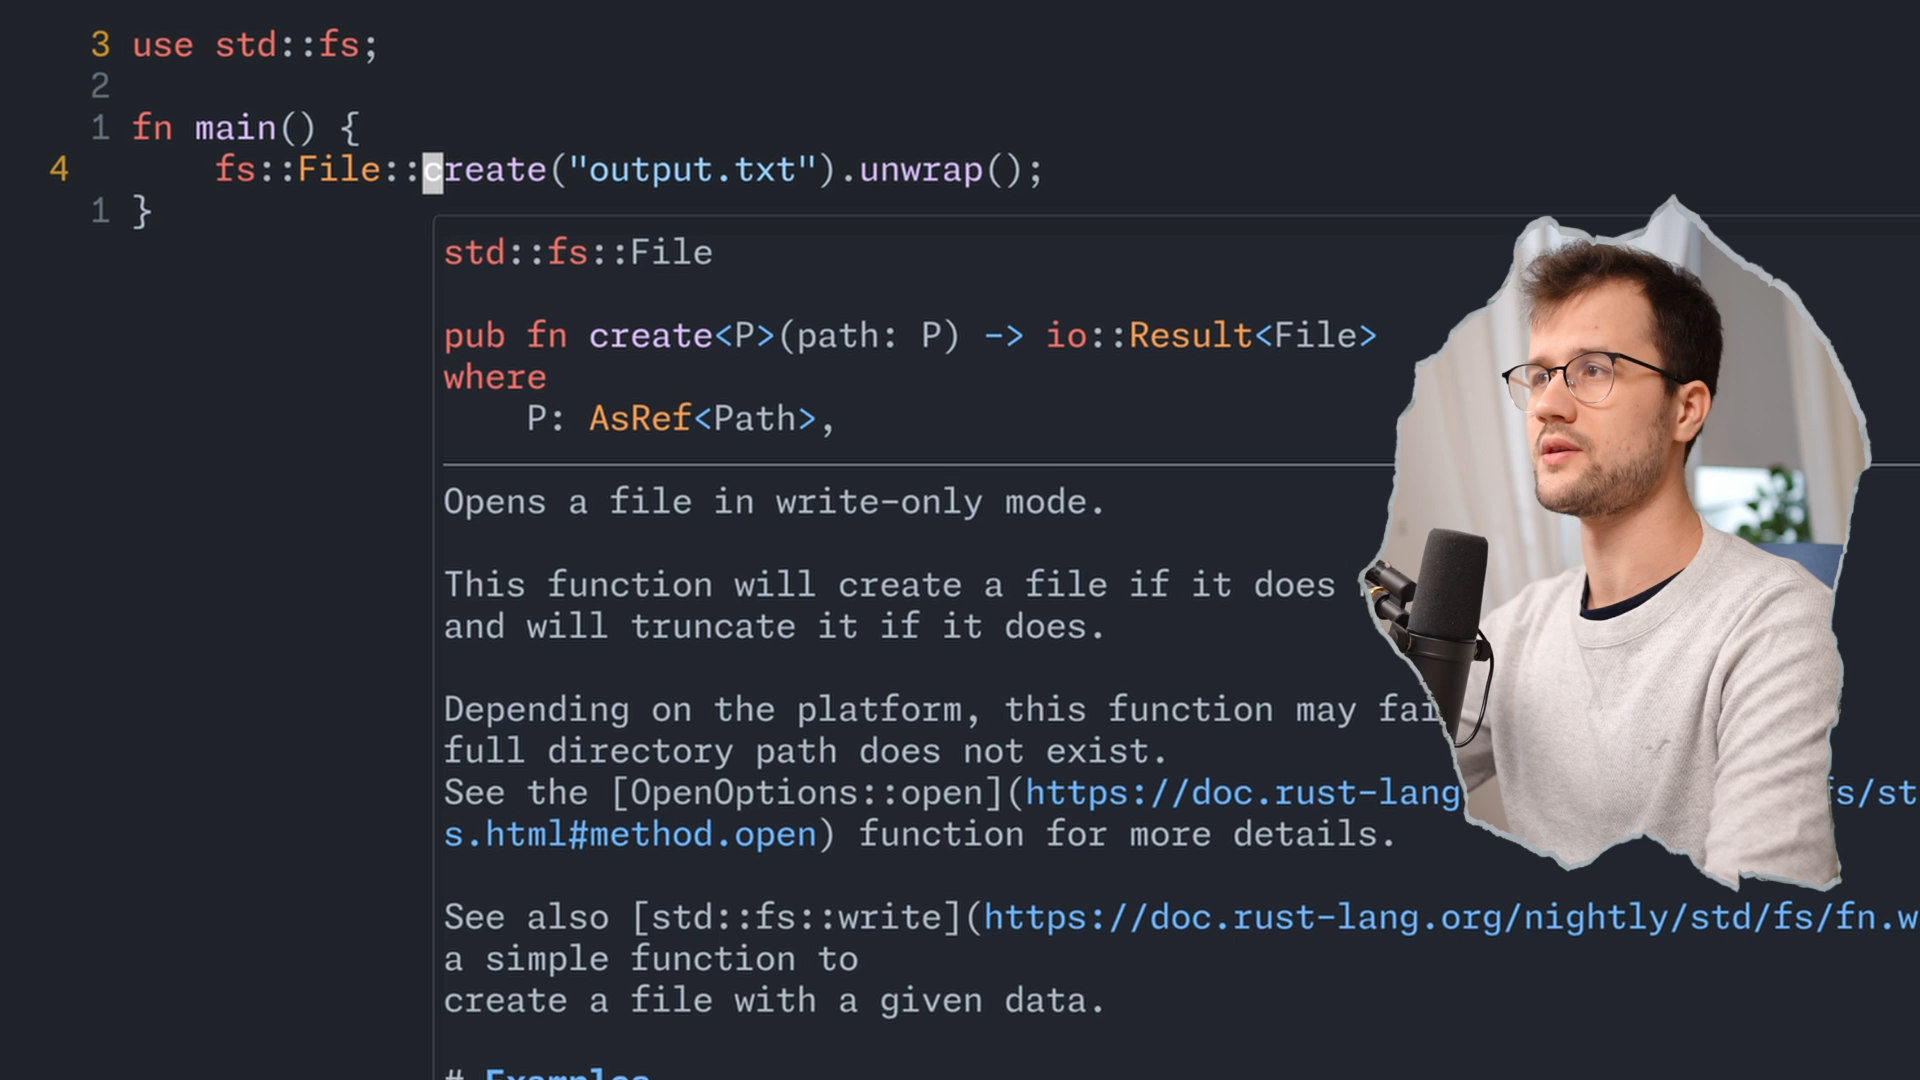 3 use std::fs;
2
1 fn main() {
4 fs::File::create("output.txt").unwrap();
1 }
std::fs::File
pub fn create<P>(path: P) -> io::Result<File>
where
P: AsRef<Path>,
Opens a file in write-only mode.
This function will create a file if it does
and will truncate it if it does.
Depending on the platform, this function may fai
full directory path does not exist.
See the [OpenOptions::open](https://doc.rust-lang fs/st
s.html#method.open) function for more details.
See also [std::fs::write](https://doc.rust-lang.org/nightly/std/fs/fn.w
a simple function to
create a file with a given data.
# Examples